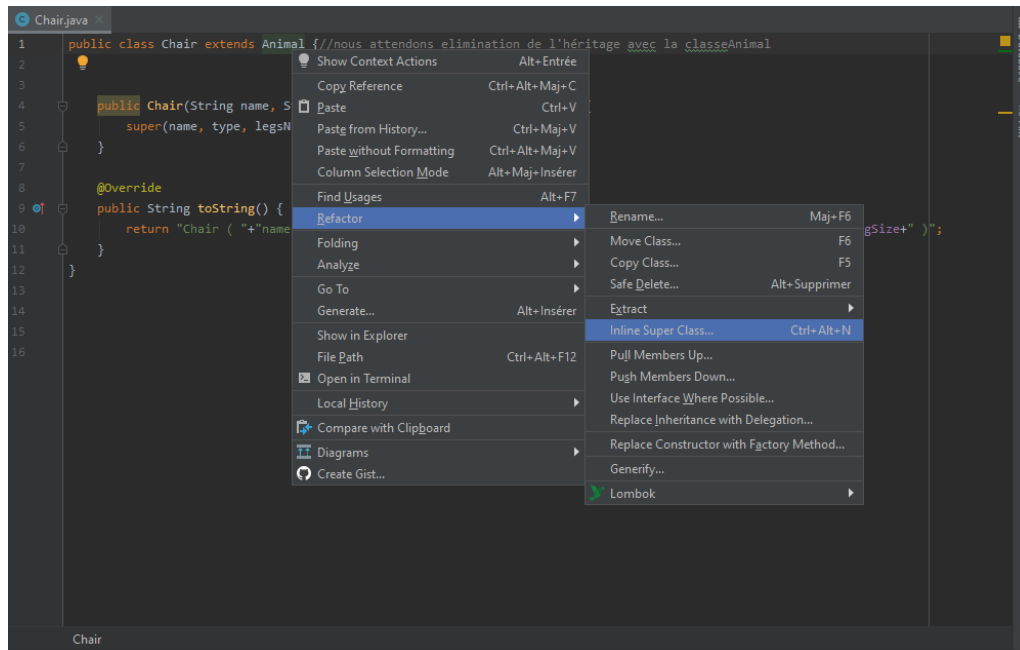 Chair.java
1 public class Chair extends Animal {//nous attendons elimination de l'héritage avec la classeAnimal
2
3
4 public Chair(String name, S
5 super(name, type, legsN
6 }
7
8 @Override
9 public String toString() {
10 return "Chair ( "+"name gSize+" )";
11 }
12 }
13
14
15
16
Show Context Actions Alt+Entrée
Copy Reference Ctrl+Alt+Maj+C
Paste Ctrl+V
Paste from History... Ctrl+Maj+V
Paste without Formatting Ctrl+Alt+Maj+V
Column Selection Mode Alt+Maj+Insérer
Find Usages Alt+F7
Refactor
Folding
Analyze
Go To
Generate... Alt+Insérer
Show in Explorer
File Path Ctrl+Alt+F12
Open in Terminal
Local History
Compare with Clipboard
Diagrams
Create Gist...
Rename... Maj+F6
Move Class... F6
Copy Class... F5
Safe Delete... Alt+Supprimer
Extract
Inline Super Class... Ctrl+Alt+N
Pull Members Up...
Push Members Down...
Use Interface Where Possible...
Replace Inheritance with Delegation...
Replace Constructor with Factory Method...
Generify...
Lombok
Chair